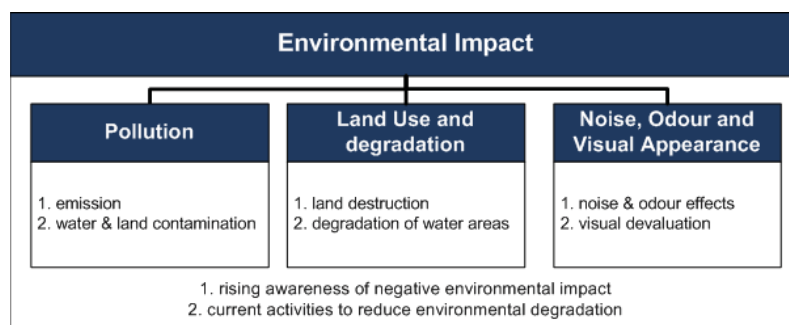 Environmental Impact
Pollution
1. emission
2. water & land contamination
Land Use and
degradation
1. land destruction
2. degradation of water areas
Noise, Odour and
Visual Appearance
1. noise & odour effects
2. visual devaluation
1. rising awareness of negative environmental impact
2. current activities to reduce environmental degradation